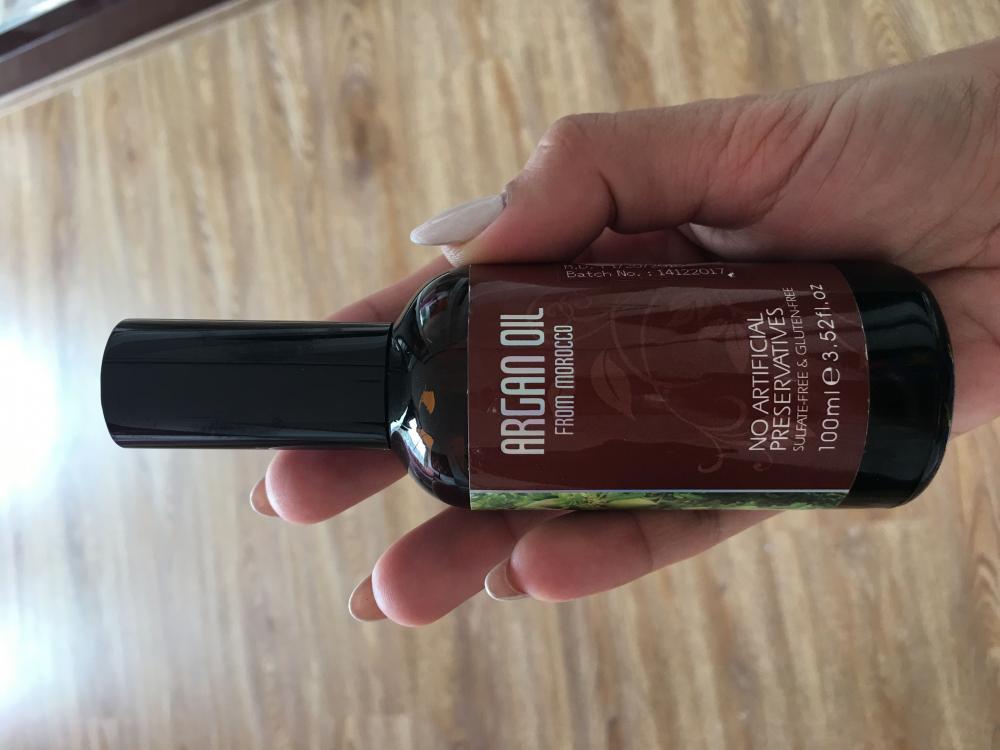 ARGAN OIL
FROM MOROCCO
NO ARTIFICIAL
PRESERVATIVES
SULFATE-FREE & GLUTEN-FREE
100ml e 3.52fl.oz
Batch No. : 14122017